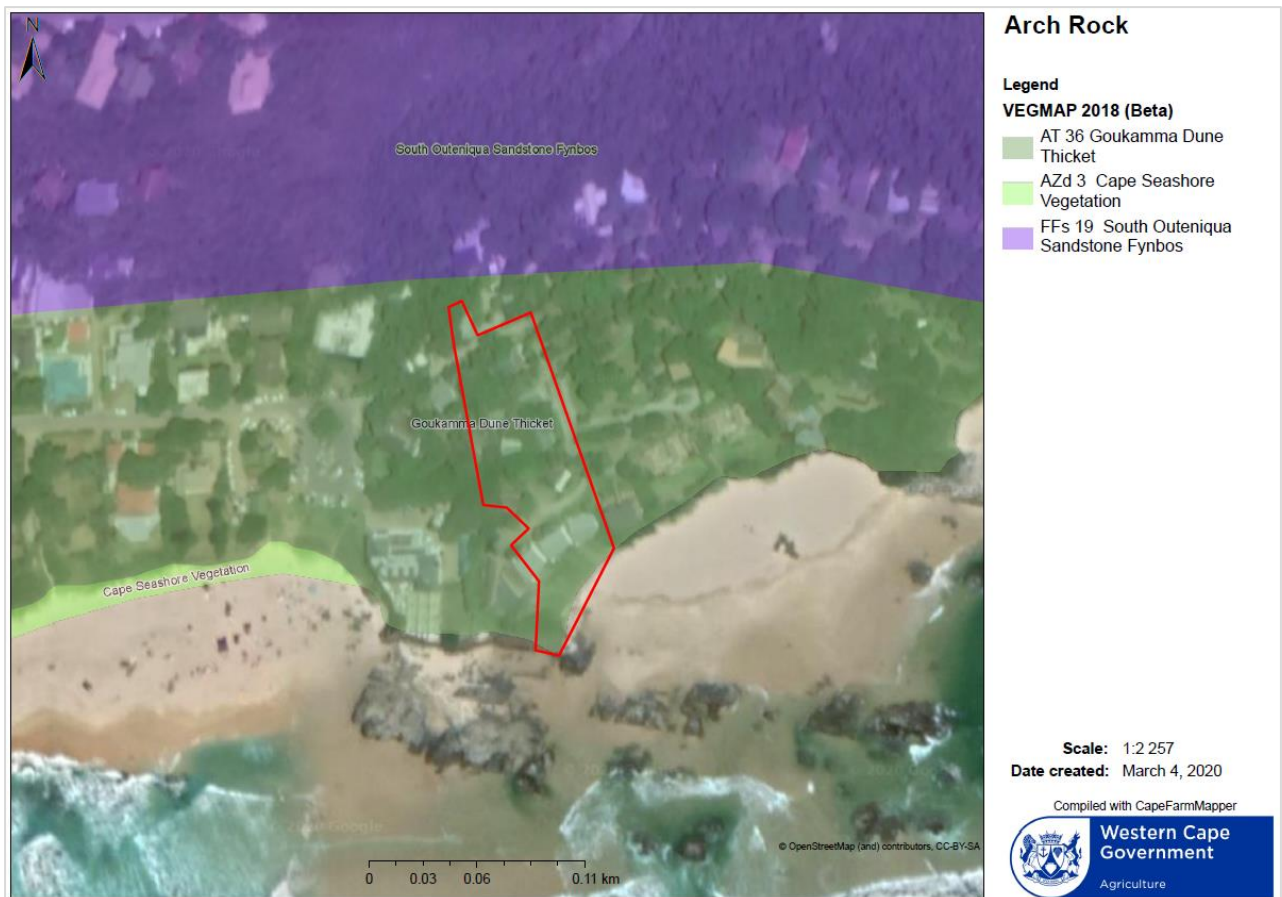 Arch Rock
Legend
VEGMAP 2018 (Beta)
AT 36 Goukamma Dune
Thicket
AZd 3 Cape Seashore
Vegetation
FFs 19 South Outeniqua
Sandstone Fynbos
N
South Outeniqua Sandstone Fynbos
Goukamma Dune Thicket
Cape Seashore Vegetation
0 0.03 0.06 0.11 km
© OpenStreetMap (and) contributors, CC-BY-SA
Scale: 1:2 257
Date created: March 4, 2020
Compiled with CapeFarmMapper
Western Cape
Government
Agriculture